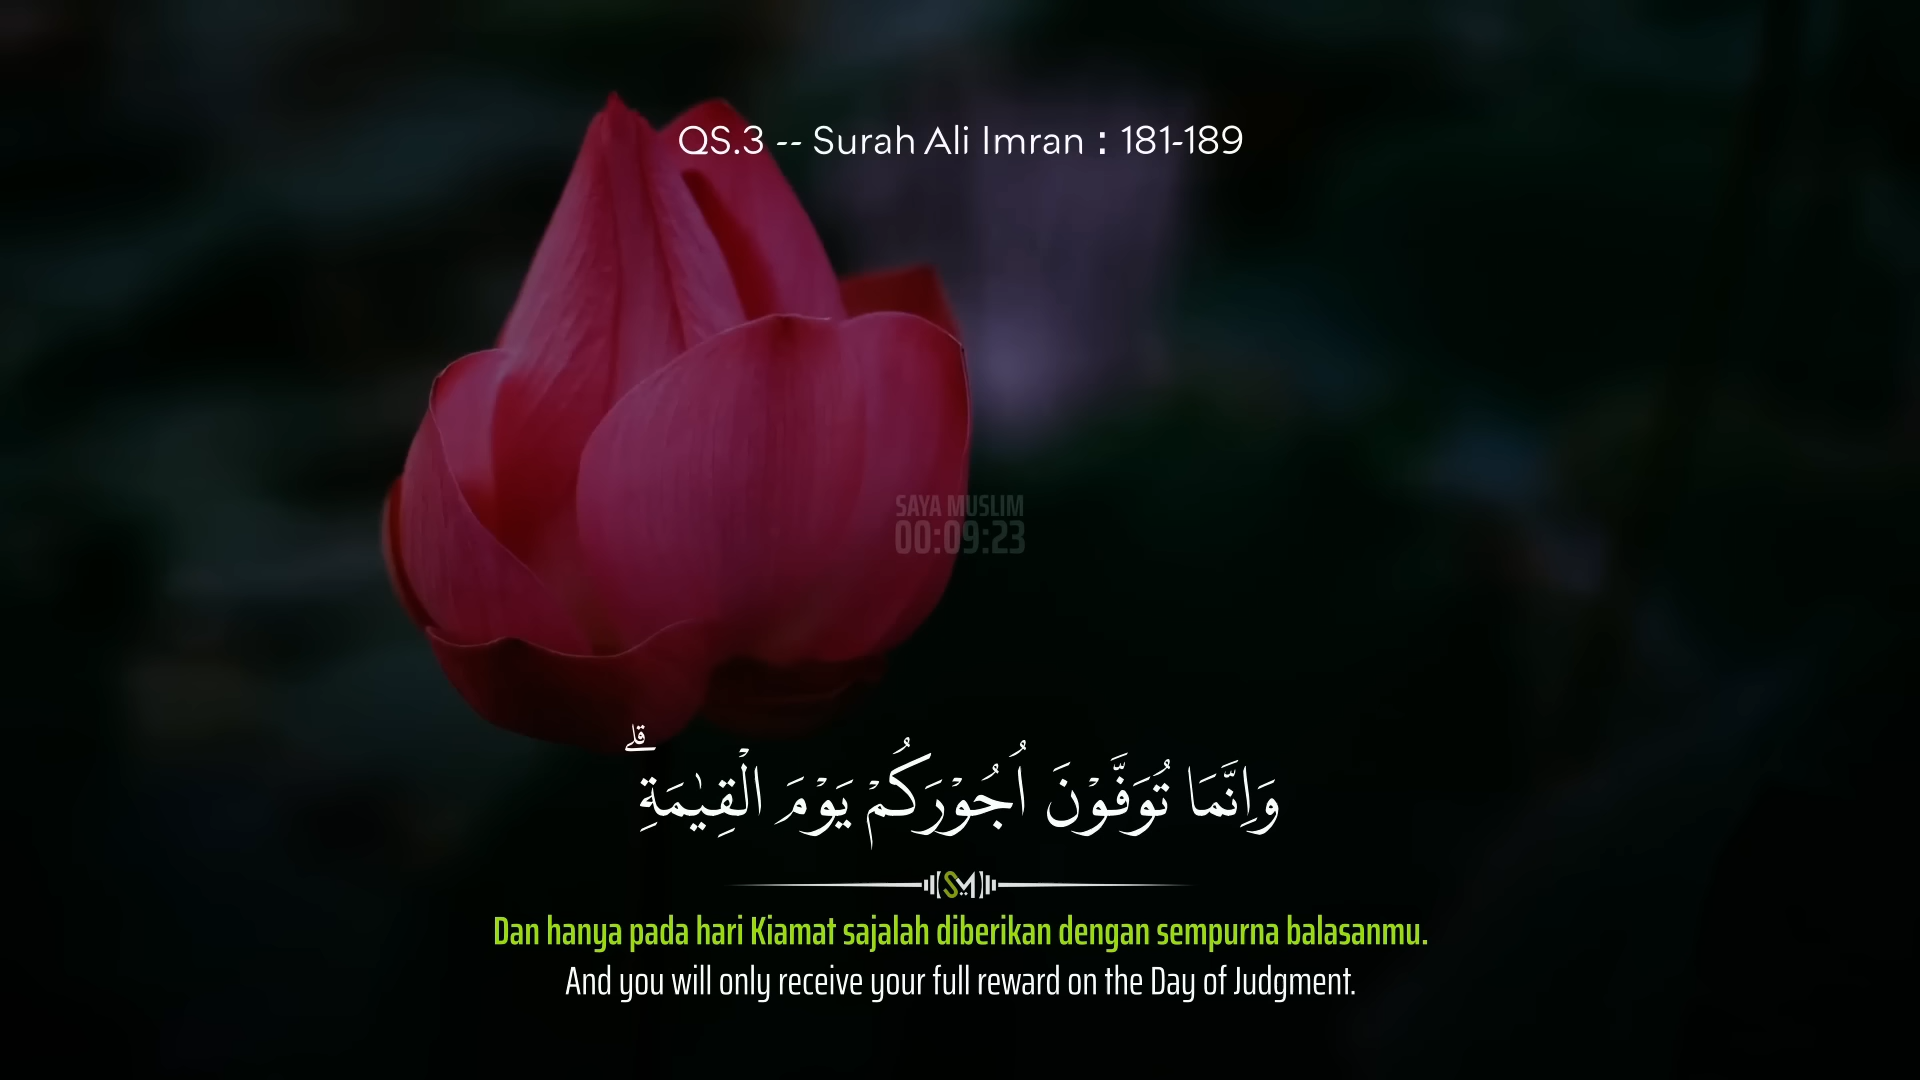 QS.3 -- Surah Ali Imran : 181-189
SAYA MUSLIM
00:09:23
وَاِنَّمَا تُوَفَّوْنَ اُجُوْرَكُمْ يَوْمَ الْقِيٰمَةِ ۗ
SM
Dan hanya pada hari Kiamat sajalah diberikan dengan sempurna balasanmu.
And you will only receive your full reward on the Day of Judgment.